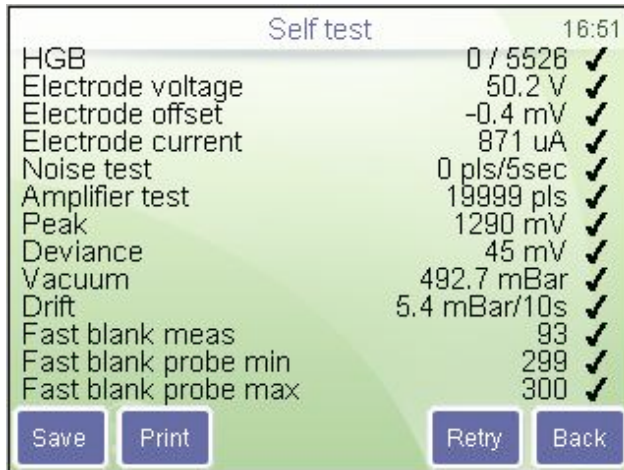 Self test 16:51
HGB 0 / 5526 ✓
Electrode voltage 50.2 V ✓
Electrode offset -0.4 mV ✓
Electrode current 871 uA ✓
Noise test 0 pls/5sec ✓
Amplifier test 19999 pls ✓
Peak 1290 mV ✓
Deviance 45 mV ✓
Vacuum 492.7 mBar ✓
Drift 5.4 mBar/10s ✓
Fast blank meas 93 ✓
Fast blank probe min 299 ✓
Fast blank probe max 300 ✓
Save Print Retry Back